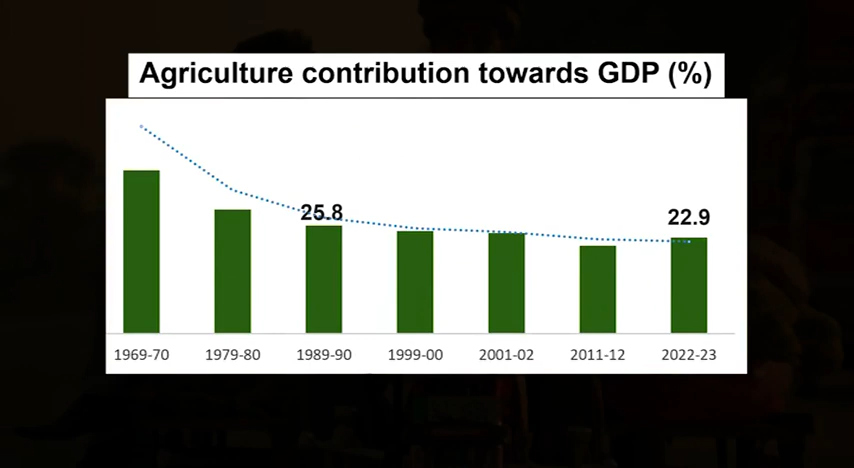 Agriculture contribution towards GDP (%)
25.8
22.9
1969-70 1979-80 1989-90 1999-00 2001-02 2011-12 2022-23